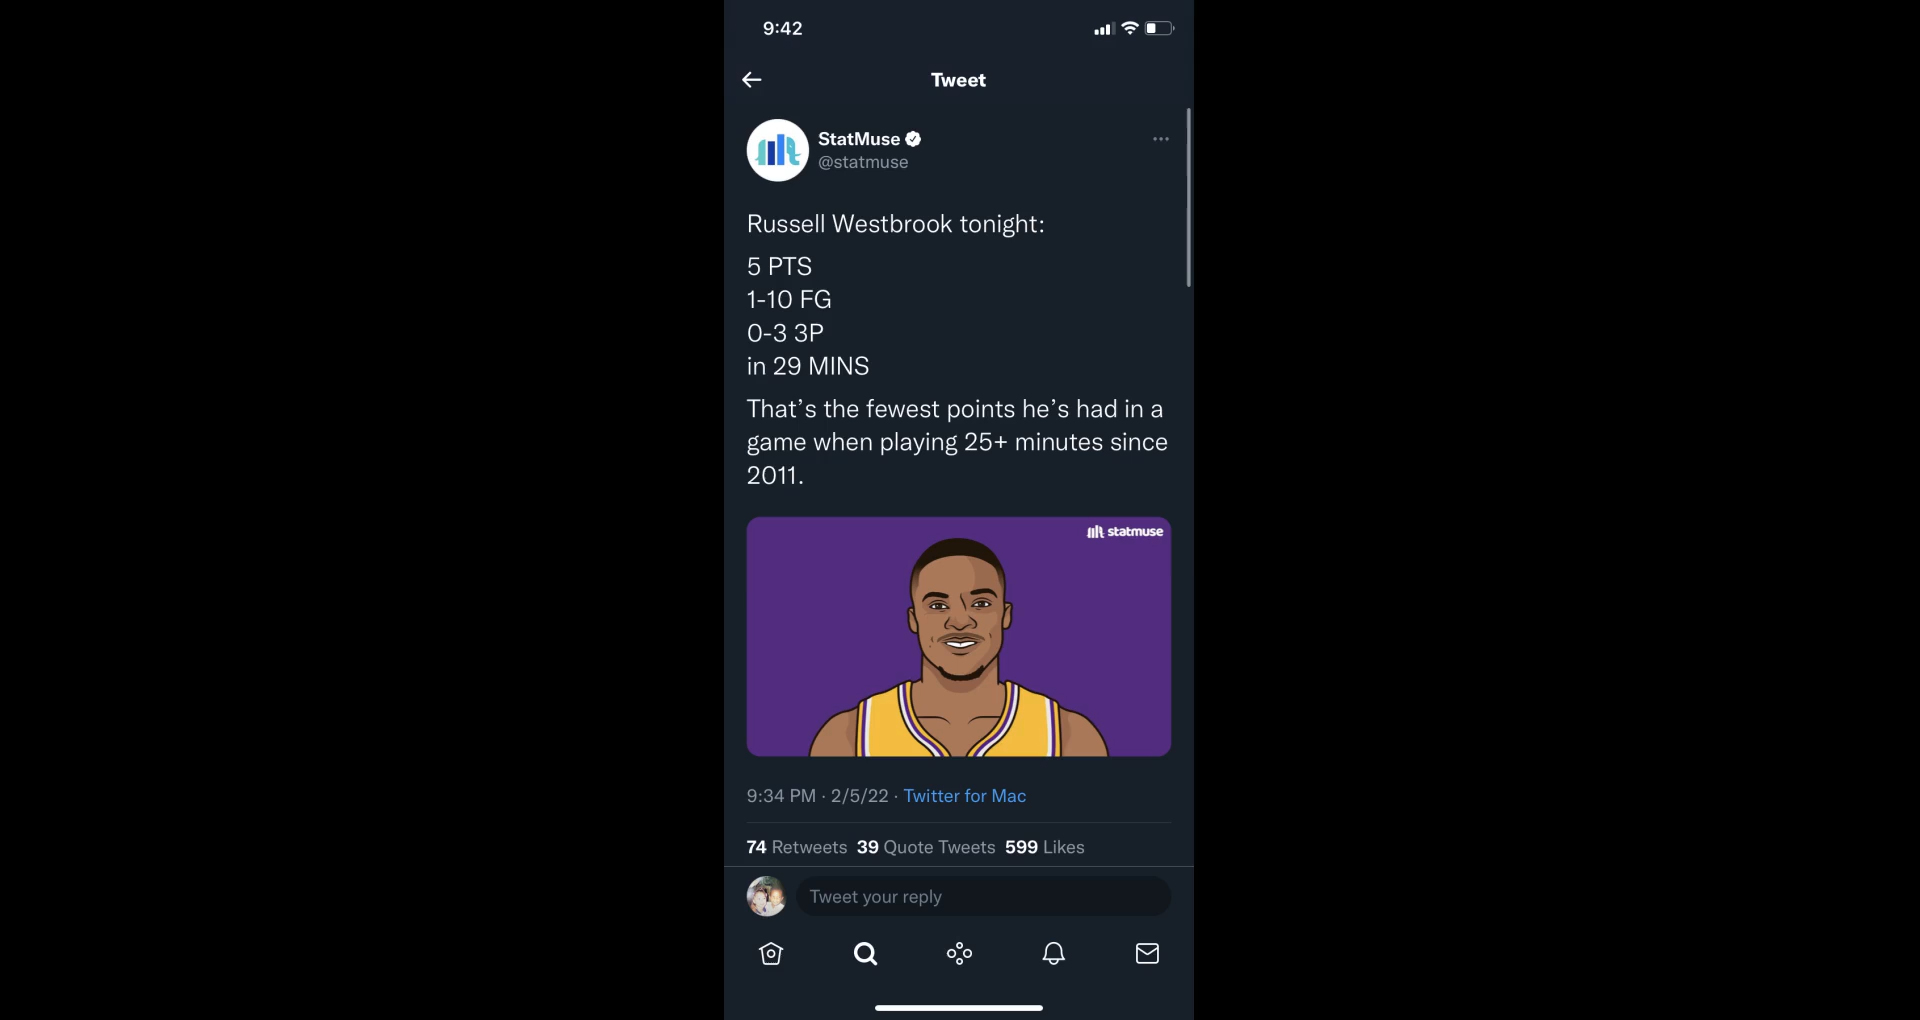 9:42
Tweet
StatMuse
@statmuse
Russell Westbrook tonight:
5 PTS
1-10 FG
0-3 3P
in 29 MINS
That’s the fewest points he’s had in a
game when playing 25+ minutes since
2011.
statmuse
9:34 PM · 2/5/22 · Twitter for Mac
74 Retweets 39 Quote Tweets 599 Likes
Tweet your reply